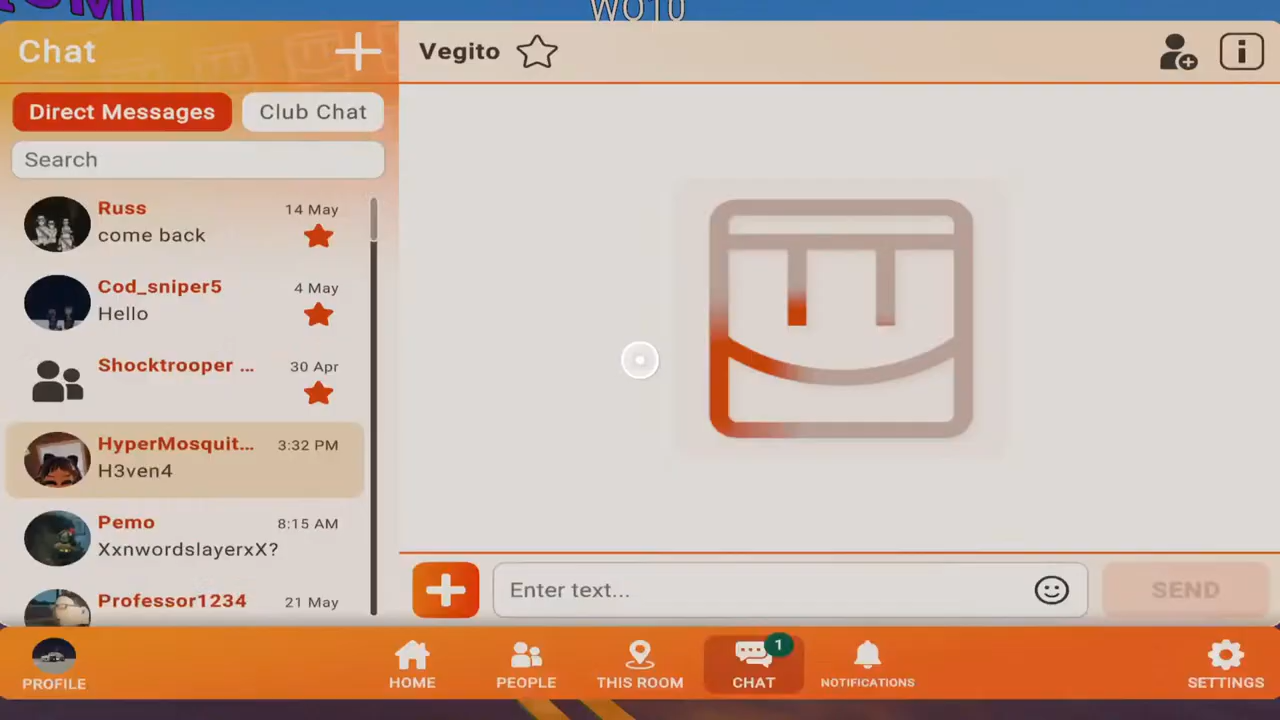 WO10
Chat
Vegito
Direct Messages
Club Chat
Search
Russ
14 May
come back
Cod_sniper5
4 May
Hello
Shocktrooper ...
30 Apr
HyperMosquit...
3:32 PM
H3ven4
Pemo
8:15 AM
XxnwordslayerxX?
Professor1234
21 May
Enter text...
SEND
PROFILE
HOME
PEOPLE
THIS ROOM
CHAT
1
NOTIFICATIONS
SETTINGS